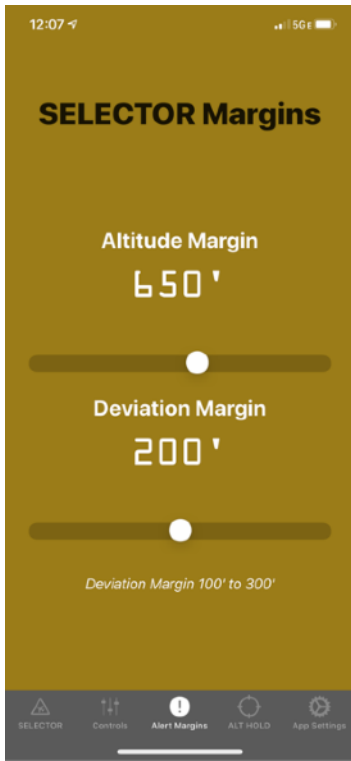 12:07
5G E
SELECTOR Margins
Altitude Margin
650'
Deviation Margin
200'
Deviation Margin 100' to 300'
SELECTOR Controls Alert Margins ALT HOLD App Settings